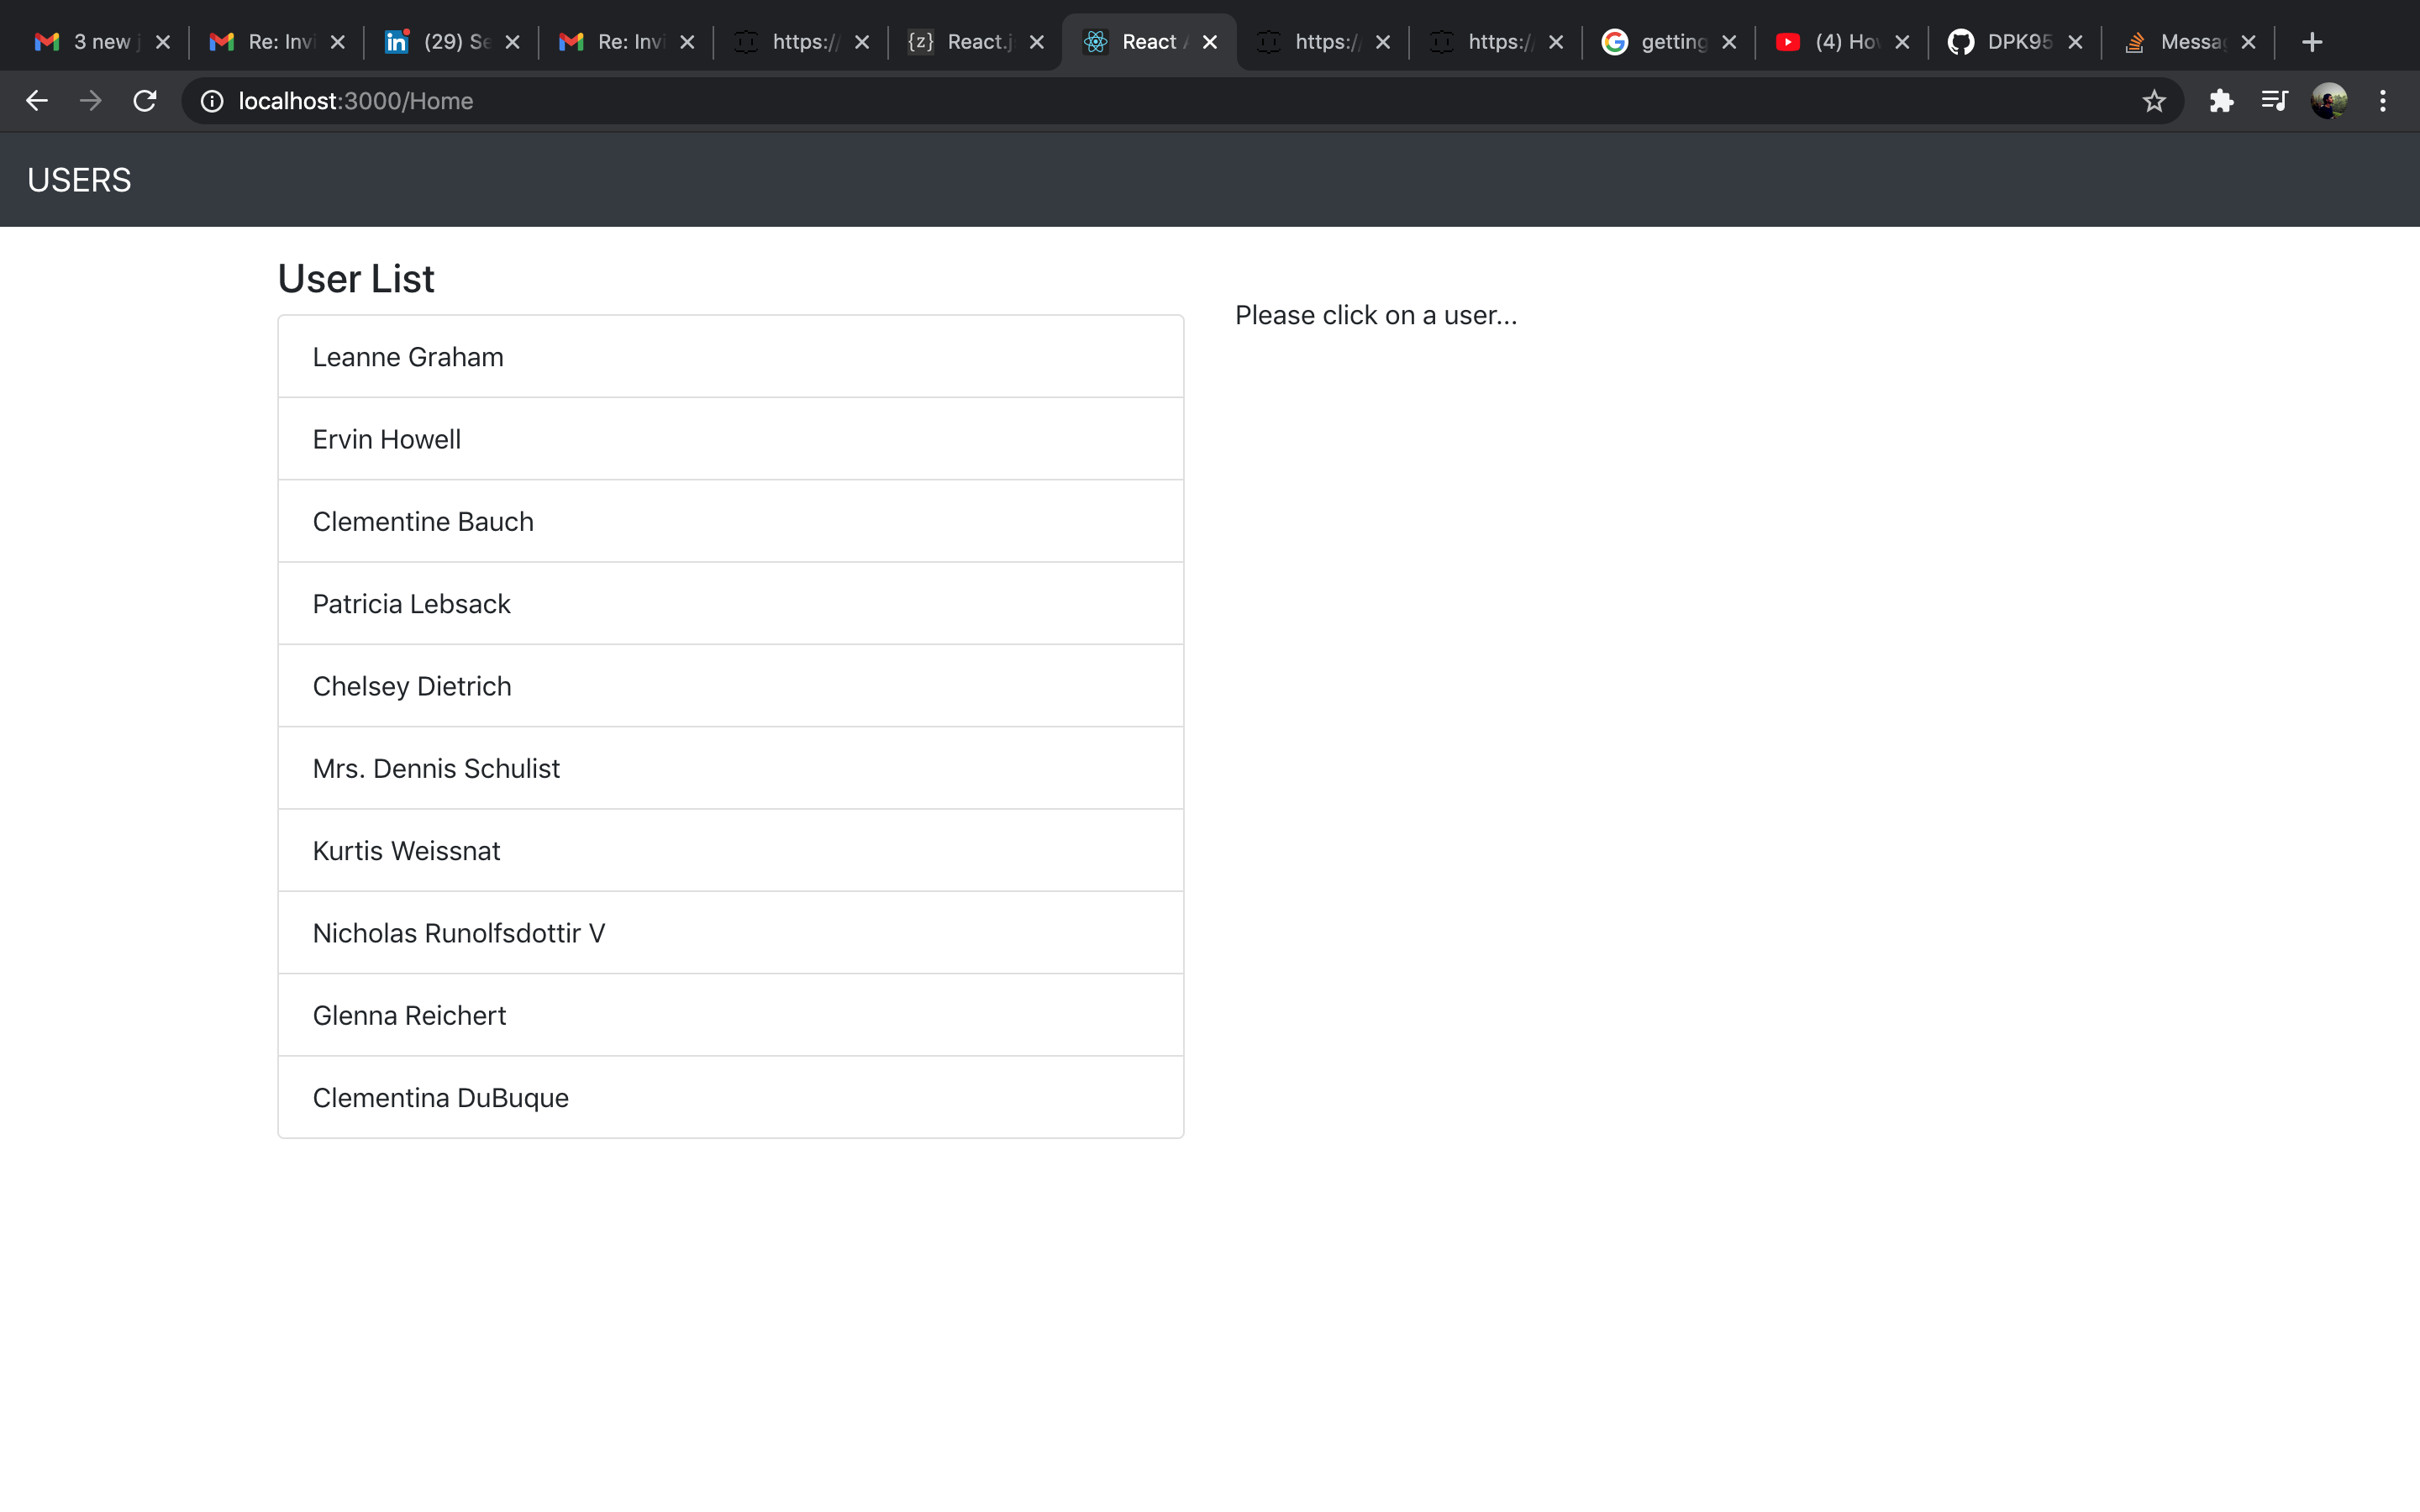 3 new
Re: Invi
(29) Se
Re: Invi
https:/
React.j
React
https:/
https:/
getting
(4) Ho
DPK95
Messa
localhost:3000/Home
USERS
User List
Please click on a user...
Leanne Graham
Ervin Howell
Clementine Bauch
Patricia Lebsack
Chelsey Dietrich
Mrs. Dennis Schulist
Kurtis Weissnat
Nicholas Runolfsdottir V
Glenna Reichert
Clementina DuBuque